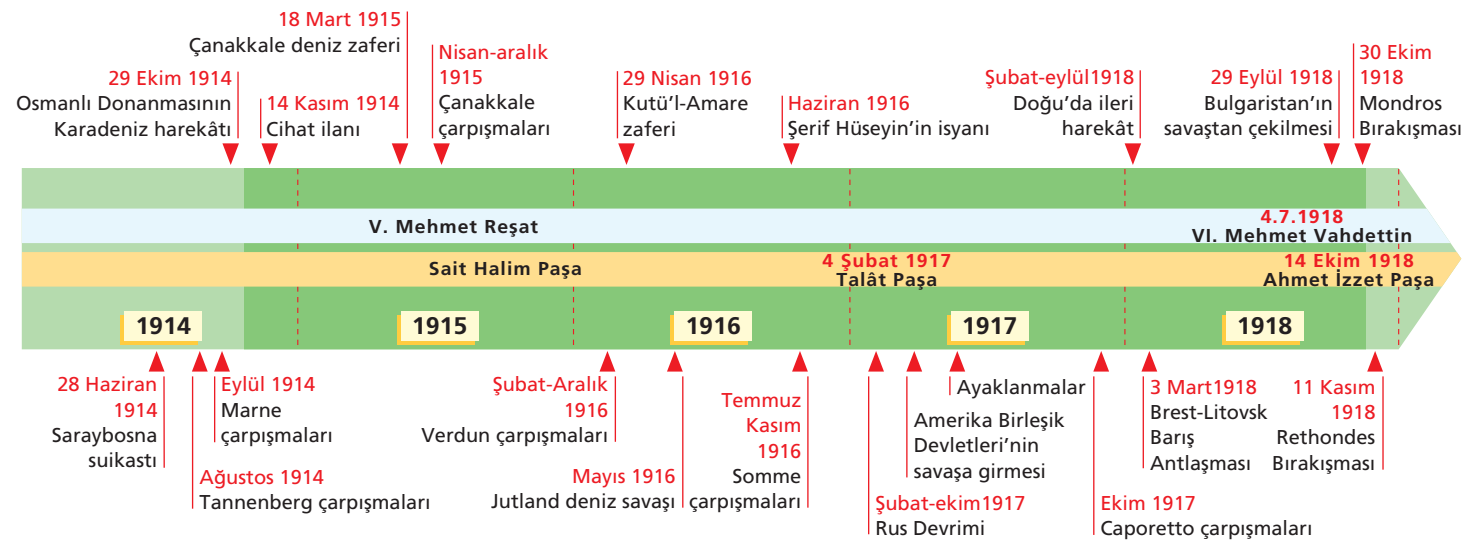 18 Mart 1915
Çanakkale deniz zaferi
29 Ekim 1914
Osmanlı Donanmasının
Karadeniz harekâtı
14 Kasım 1914
Cihat ilanı
Nisan-aralık
1915
Çanakkale
çarpışmaları
29 Nisan 1916
Kutü’l-Amare
zaferi
Haziran 1916
Şerif Hüseyin’in isyanı
Şubat-eylül1918
Doğu’da ileri
harekât
29 Eylül 1918
Bulgaristan’ın
savaştan çekilmesi
30 Ekim
1918
Mondros
Bırakışması
V. Mehmet Reşat
4.7.1918
VI. Mehmet Vahdettin
Sait Halim Paşa
4 Şubat 1917
Talât Paşa
14 Ekim 1918
Ahmet İzzet Paşa
1914
1915
1916
1917
1918
28 Haziran
1914
Saraybosna
suikastı
Ağustos 1914
Tannenberg çarpışmaları
Eylül 1914
Marne
çarpışmaları
Şubat-Aralık
1916
Verdun çarpışmaları
Mayıs 1916
Jutland deniz savaşı
Temmuz
Kasım
1916
Somme
çarpışmaları
Şubat-ekim1917
Rus Devrimi
Amerika Birleşik
Devletleri’nin
savaşa girmesi
Ayaklanmalar
Ekim 1917
Caporetto çarpışmaları
3 Mart1918
Brest-Litovsk
Barış
Antlaşması
11 Kasım
1918
Rethondes
Bırakışması